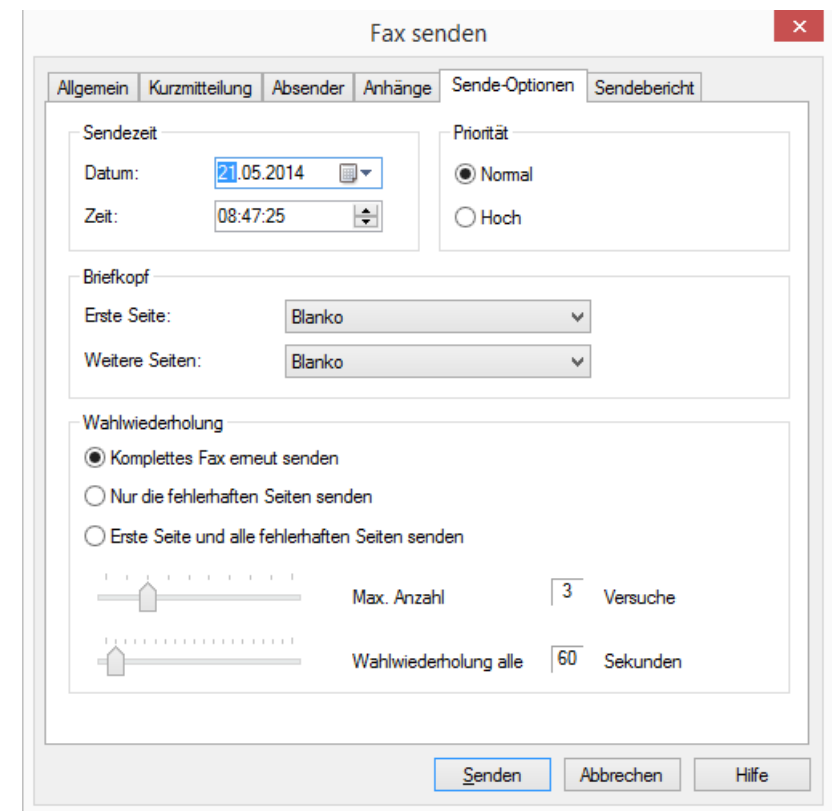 Fax senden
Allgemein Kurzmitteilung Absender Anhänge Sende-Optionen Sendebericht
Sendezeit
Datum: 21.05.2014
Zeit: 08:47:25
Priorität
Normal
Hoch
Briefkopf
Erste Seite: Blanko
Weitere Seiten: Blanko
Wahlwiederholung
Komplettes Fax erneut senden
Nur die fehlerhaften Seiten senden
Erste Seite und alle fehlerhaften Seiten senden
Max. Anzahl 3 Versuche
Wahlwiederholung alle 60 Sekunden
Senden Abbrechen Hilfe